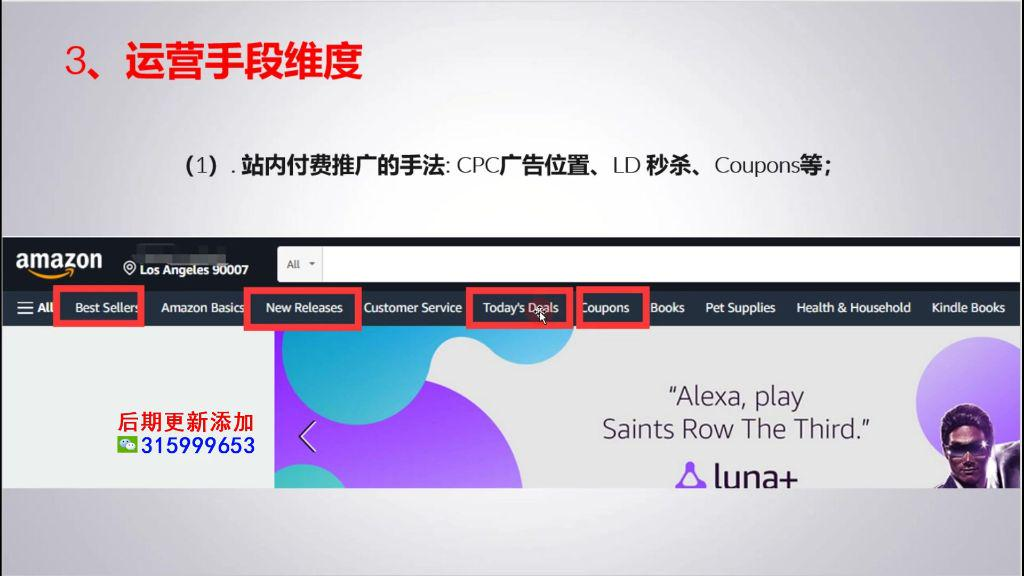 3、运营手段维度
（1）. 站内付费推广的手法: CPC广告位置、LD 秒杀、Coupons等；
amazon
Los Angeles 90007
All
All Best Sellers Amazon Basics New Releases Customer Service Today's Deals Coupons Books Pet Supplies Health & Household Kindle Books
“Alexa, play
Saints Row The Third.”
luna+
后期更新添加
315999653